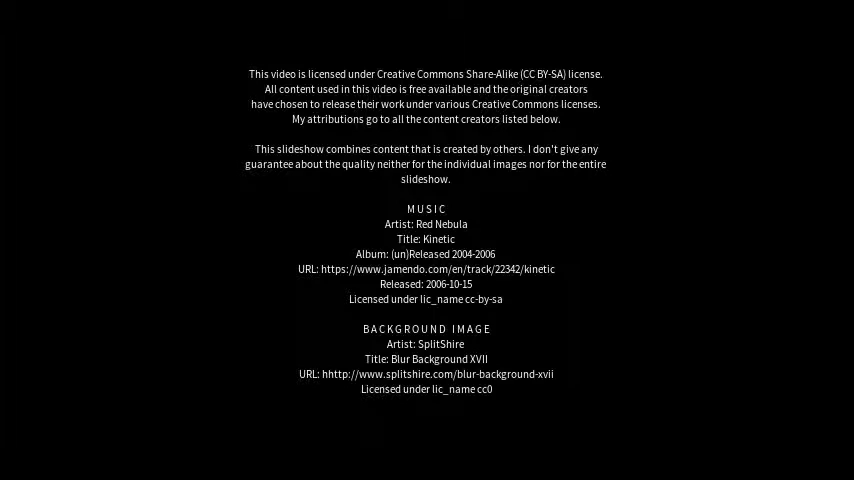 This video is licensed under Creative Commons Share-Alike (CC BY-SA) license.
All content used in this video is free available and the original creators
have chosen to release their work under various Creative Commons licenses.
My attributions go to all the content creators listed below.
This slideshow combines content that is created by others. I don't give any
guarantee about the quality neither for the individual images nor for the entire
slideshow.
MUSIC
Artist: Red Nebula
Title: Kinetic
Album: (un)Released 2004-2006
URL: https://www.jamendo.com/en/track/22342/kinetic
Released: 2006-10-15
Licensed under lic_name cc-by-sa
BACKGROUND IMAGE
Artist: SplitShire
Title: Blur Background XVII
URL: hhttp://www.splitshire.com/blur-background-xvii
Licensed under lic_name cc0